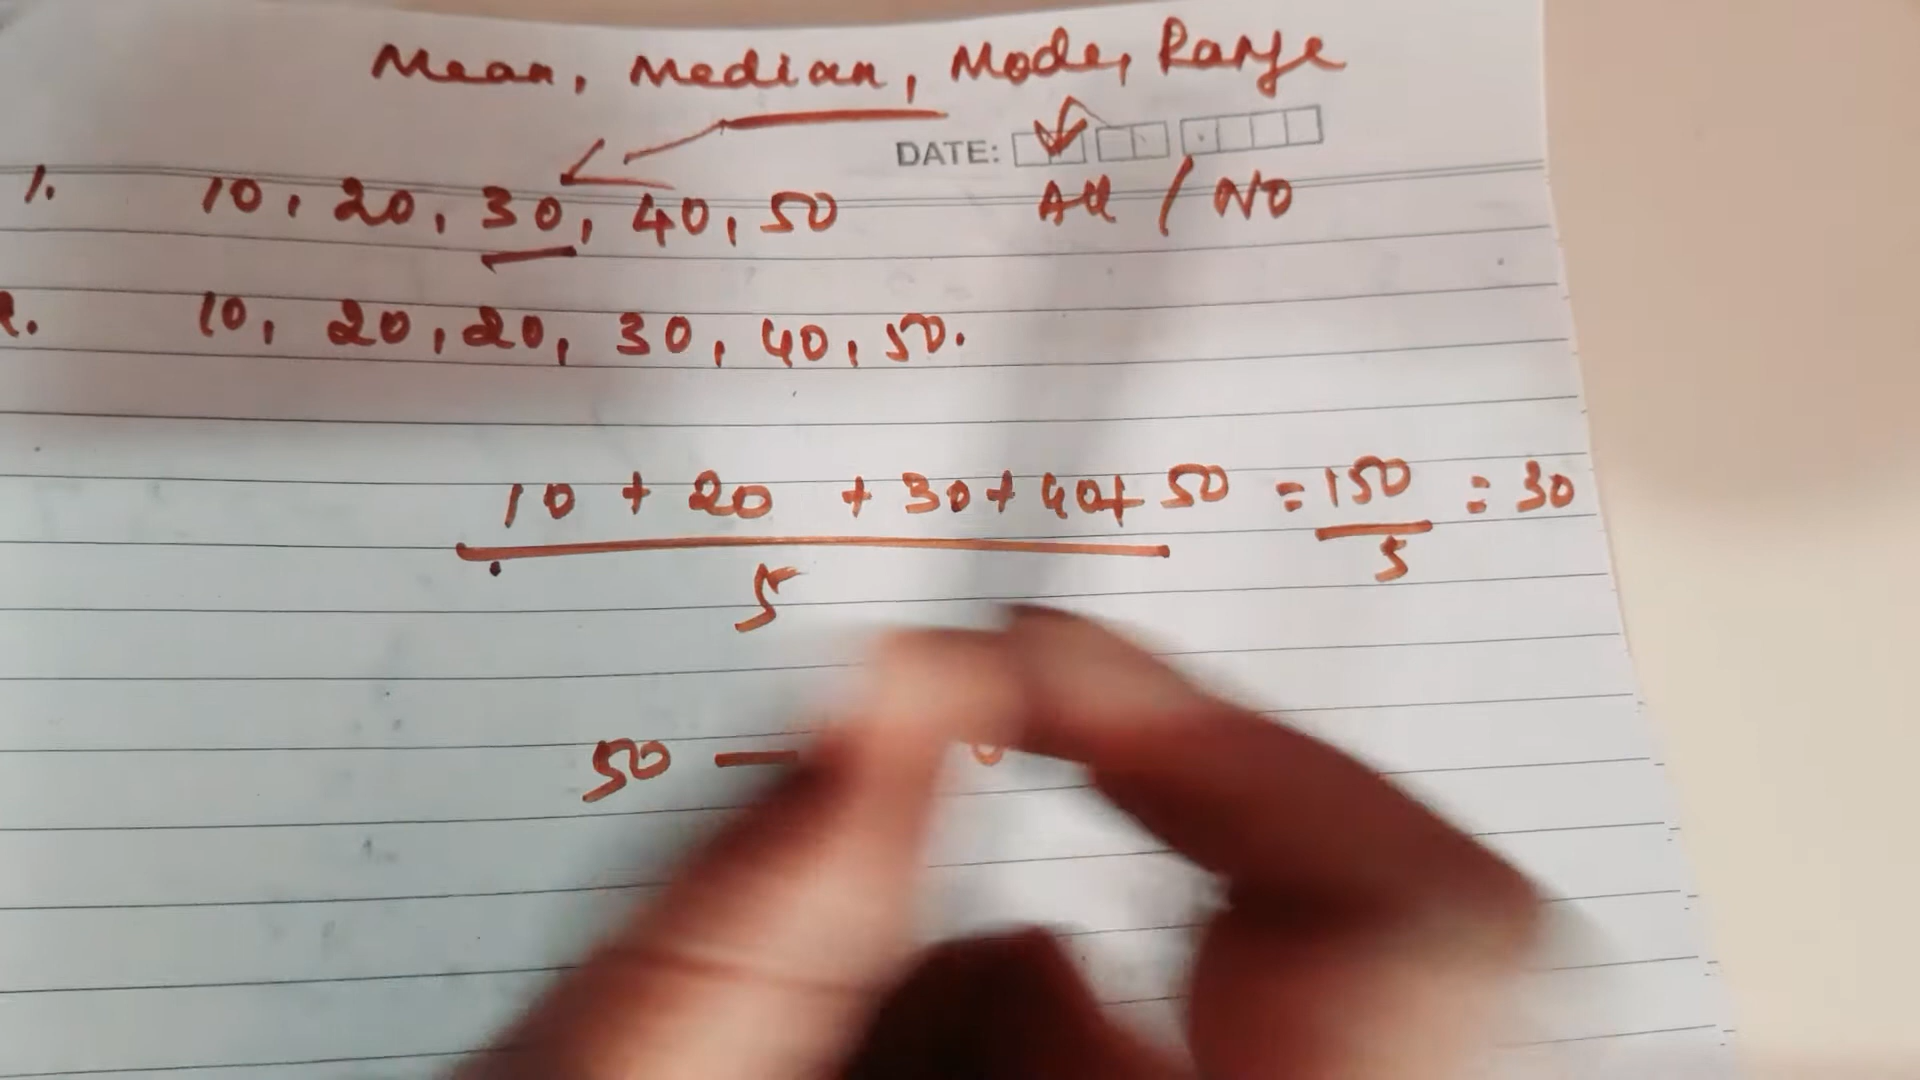 Mean, Median, Mode, Range
DATE:
1. 10, 20, 30, 40, 50 All / NO
2. 10, 20, 20, 30, 40, 50.
10 + 20 + 30 + 40 + 50 = 150 = 30
5 5
50 —